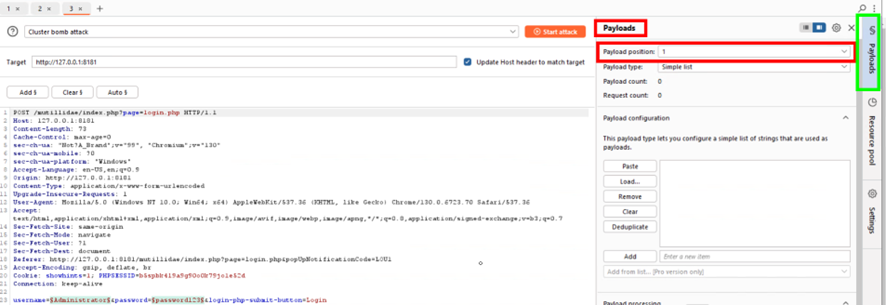 1 × 2 × 3 × +
Cluster bomb attack
Start attack
Target http://127.0.0.1:8181
Update Host header to match target
Add § Clear § Auto §
1 POST /mutillidae/index.php?page=login.php HTTP/1.1
2 Host: 127.0.0.1:8181
3 Content-Length: 73
4 Cache-Control: max-age=0
5 sec-ch-ua: "Not?A_Brand";v="99", "Chromium";v="130"
6 sec-ch-ua-mobile: ?0
7 sec-ch-ua-platform: "Windows"
8 Accept-Language: en-US,en;q=0.9
9 Origin: http://127.0.0.1:8181
10 Content-Type: application/x-www-form-urlencoded
11 Upgrade-Insecure-Requests: 1
12 User-Agent: Mozilla/5.0 (Windows NT 10.0; Win64; x64) AppleWebKit/537.36 (KHTML, like Gecko) Chrome/130.0.6723.70 Safari/537.36
13 Accept:
text/html,application/xhtml+xml,application/xml;q=0.9,image/avif,image/webp,image/apng,*/*;q=0.8,application/signed-exchange;v=b3;q=0.7
14 Sec-Fetch-Site: same-origin
15 Sec-Fetch-Mode: navigate
16 Sec-Fetch-User: ?1
17 Sec-Fetch-Dest: document
18 Referer: http://127.0.0.1:8181/mutillidae/index.php?page=login.php&popUpNotificationCode=LOU1
19 Accept-Encoding: gzip, deflate, br
20 Cookie: showhints=1; PHPSESSID=
21 Connection: keep-alive
22
23 username=§Administrator§&password=§password123§&login-php-submit-button=Login
Payloads
Payload position: 1
Payload type: Simple list
Payload count: 0
Request count: 0
Payload configuration
This payload type lets you configure a simple list of strings that are used as
payloads.
Paste
Load...
Remove
Clear
Deduplicate
Add Enter a new item
Add from list... [Pro version only]
Payload processing
Payloads
Resource pool
Settings